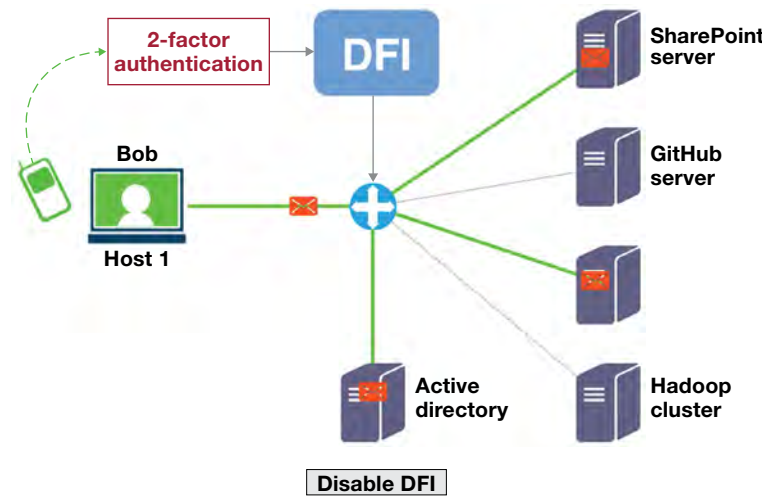 2-factor
authentication
DFI
SharePoint
server
Bob
GitHub
server
Host 1
Active
directory
Hadoop
cluster
Disable DFI